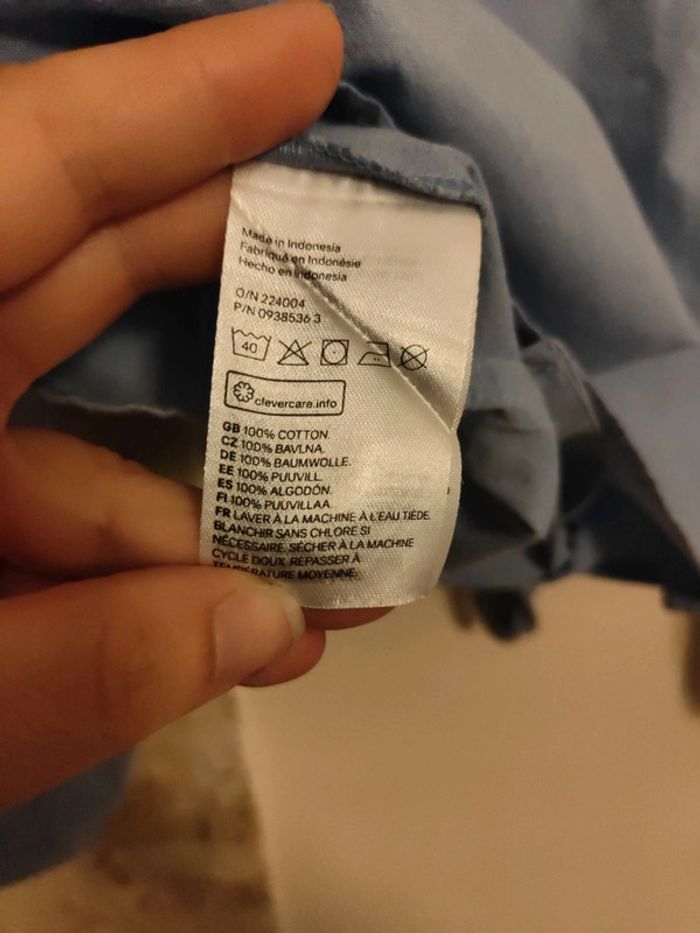 Made in Indonesia
Fabriqué en Indonésie
Hecho en Indonesia
O/N 224004
P/N 0938536 3
40
clevercare.info
GB 100% COTTON.
CZ 100% BAVLNA.
DE 100% BAUMWOLLE.
EE 100% PUUVILL.
ES 100% ALGODÓN.
FI 100% PUUVILLAA.
FR LAVER À LA MACHINE À L'EAU TIÈDE.
BLANCHIR SANS CHLORE SI
NÉCESSAIRE. SÉCHER À LA MACHINE
CYCLE DOUX. REPASSER À
TEMPÉRATURE MOYENNE.